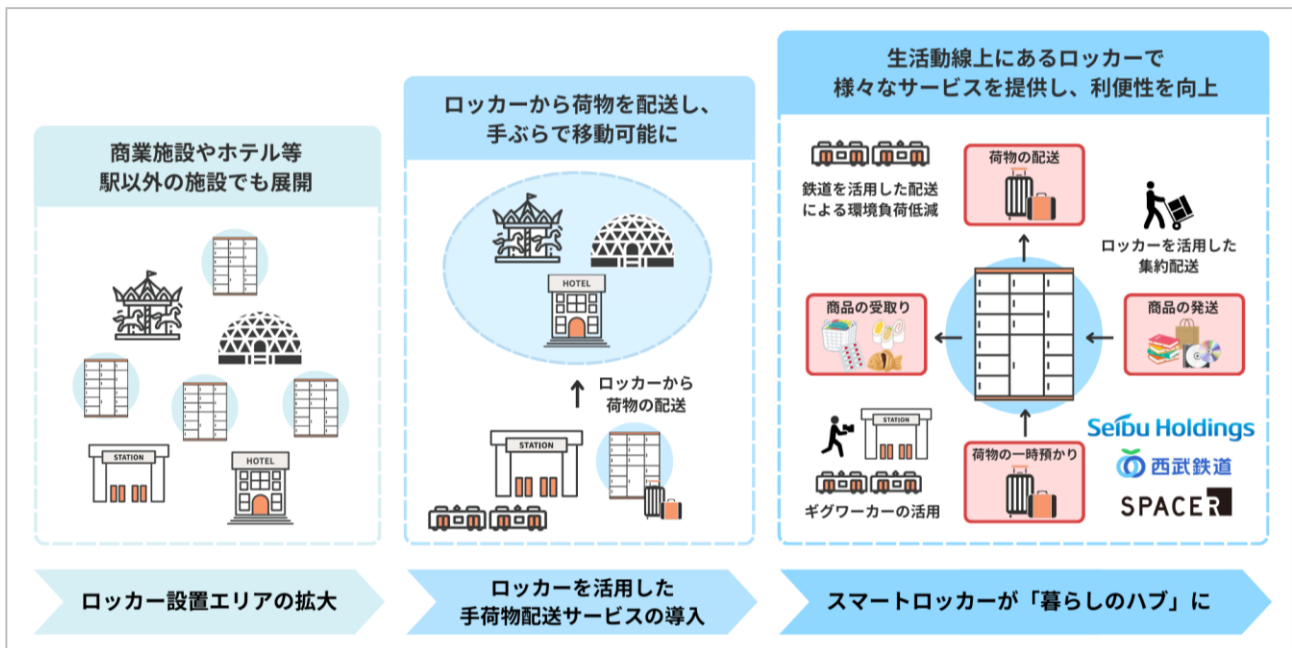 商業施設やホテル等
駅以外の施設でも展開
STATION
HOTEL
ロッカー設置エリアの拡大
ロッカーから荷物を配送し、
手ぶらで移動可能に
HOTEL
ロッカーから
荷物の配送
STATION
ロッカーを活用した
手荷物配送サービスの導入
生活動線上にあるロッカーで
様々なサービスを提供し、利便性を向上
鉄道を活用した配送
による環境負荷低減
荷物の配送
ロッカーを活用した
集約配送
商品の受取り
商品の発送
STATION
ギグワーカーの活用
荷物の一時預かり
Seibu Holdings
西武鉄道
SPACER
スマートロッカーが「暮らしのハブ」に